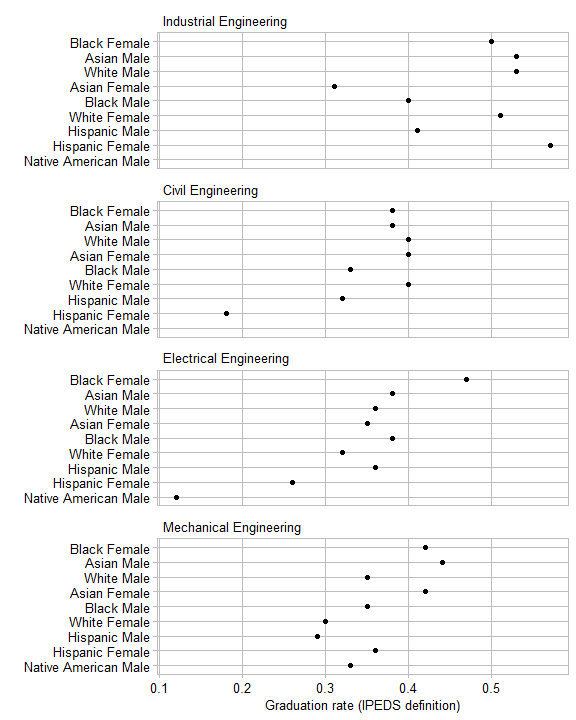 Industrial Engineering
Black Female
Asian Male
White Male
Asian Female
Black Male
White Female
Hispanic Male
Hispanic Female
Native American Male
Civil Engineering
Black Female
Asian Male
White Male
Asian Female
Black Male
White Female
Hispanic Male
Hispanic Female
Native American Male
Electrical Engineering
Black Female
Asian Male
White Male
Asian Female
Black Male
White Female
Hispanic Male
Hispanic Female
Native American Male
Mechanical Engineering
Black Female
Asian Male
White Male
Asian Female
Black Male
White Female
Hispanic Male
Hispanic Female
Native American Male
0.1 0.2 0.3 0.4 0.5
Graduation rate (IPEDS definition)